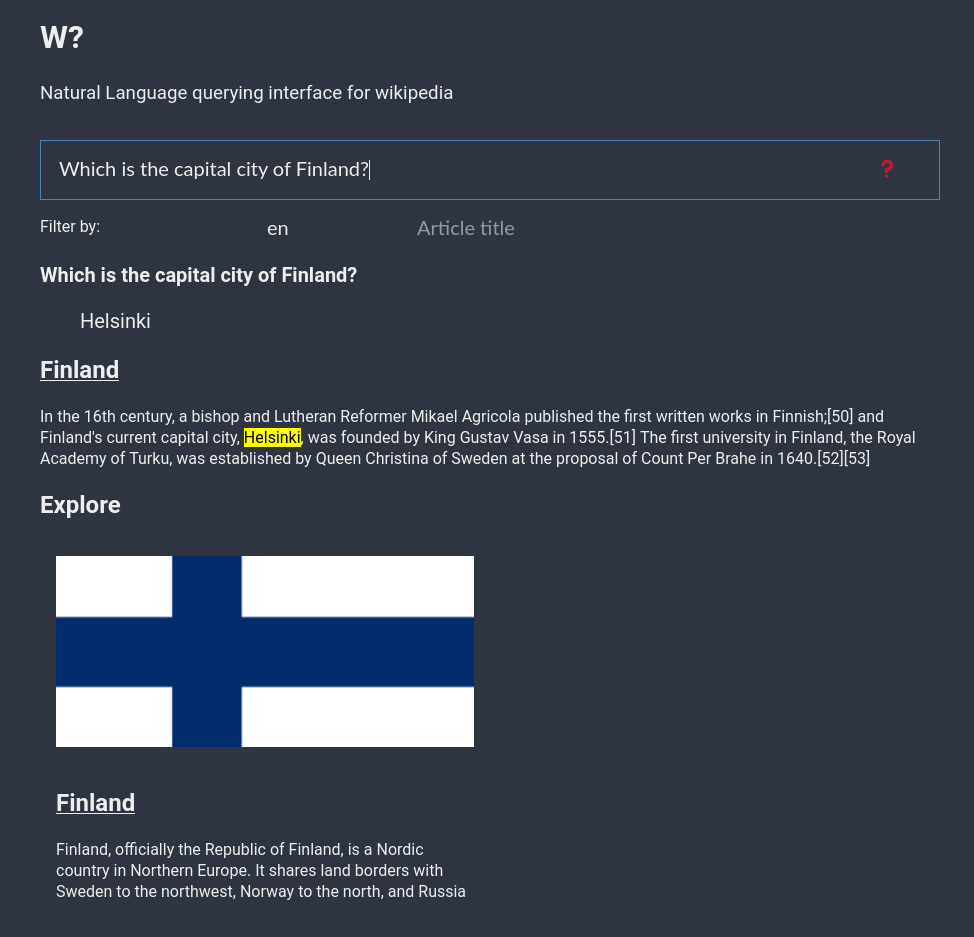 W?
Natural Language querying interface for wikipedia
Which is the capital city of Finland?
?
Filter by: en Article title
Which is the capital city of Finland?
Helsinki
Finland
In the 16th century, a bishop and Lutheran Reformer Mikael Agricola published the first written works in Finnish;[50] and
Finland's current capital city, Helsinki, was founded by King Gustav Vasa in 1555.[51] The first university in Finland, the Royal
Academy of Turku, was established by Queen Christina of Sweden at the proposal of Count Per Brahe in 1640.[52][53]
Explore
Finland
Finland, officially the Republic of Finland, is a Nordic
country in Northern Europe. It shares land borders with
Sweden to the northwest, Norway to the north, and Russia